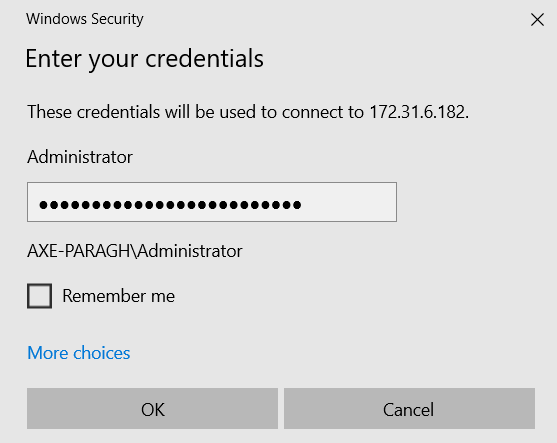 Windows Security
Enter your credentials
These credentials will be used to connect to 172.31.6.182.
Administrator
●●●●●●●●●●●●●●●●●●●●●●●●●
AXE-PARAGH\Administrator
Remember me
More choices
OK
Cancel